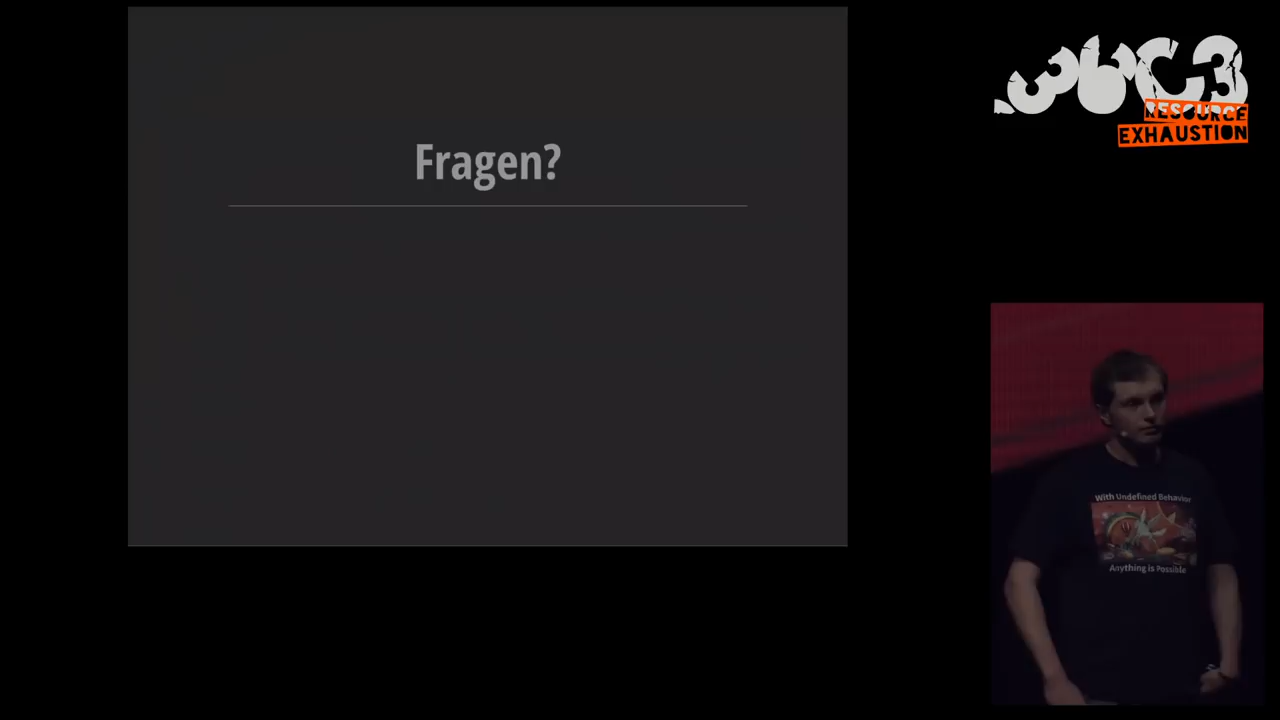 Fragen?
36C3
RESOURCE
EXHAUSTION
With Undefined Behavior
Anything is Possible